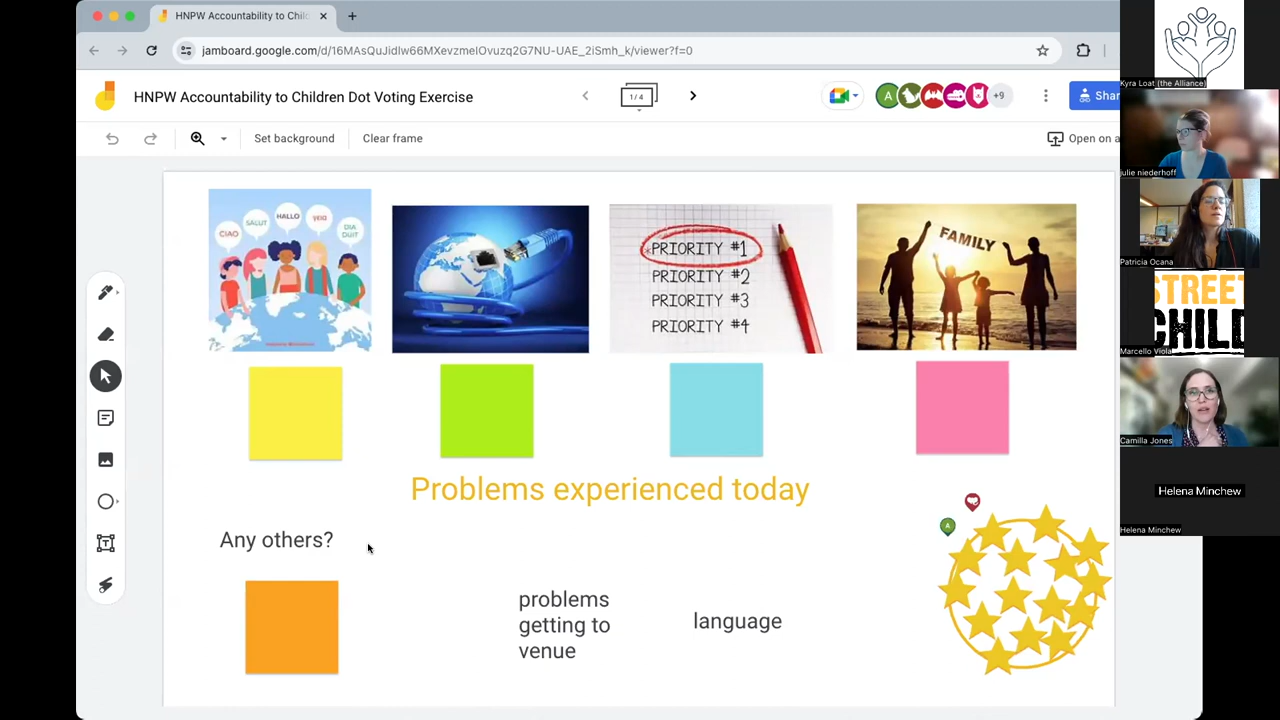 HNPW Accountability to Child
jamboard.google.com/d/16MAsQuJidIw66MXevzmeIOvuzq2G7NU-UAE_2iSmh_k/viewer?f=0
HNPW Accountability to Children Dot Voting Exercise
1/4
A
+9
Shar
Set background
Clear frame
Open on a
CIAO
SALUT
HALLO
DIA
DUIT
PRIORITY #1
PRIORITY #2
PRIORITY #3
PRIORITY #4
FAMILY
Problems experienced today
Any others?
A
problems
getting to
venue
language
Kyra Loat (the Alliance)
julie niederhoff
Patricia Ocana
STREET
CHILD
Marcello Viola
Camilla Jones
Helena Minchew
Helena Minchew